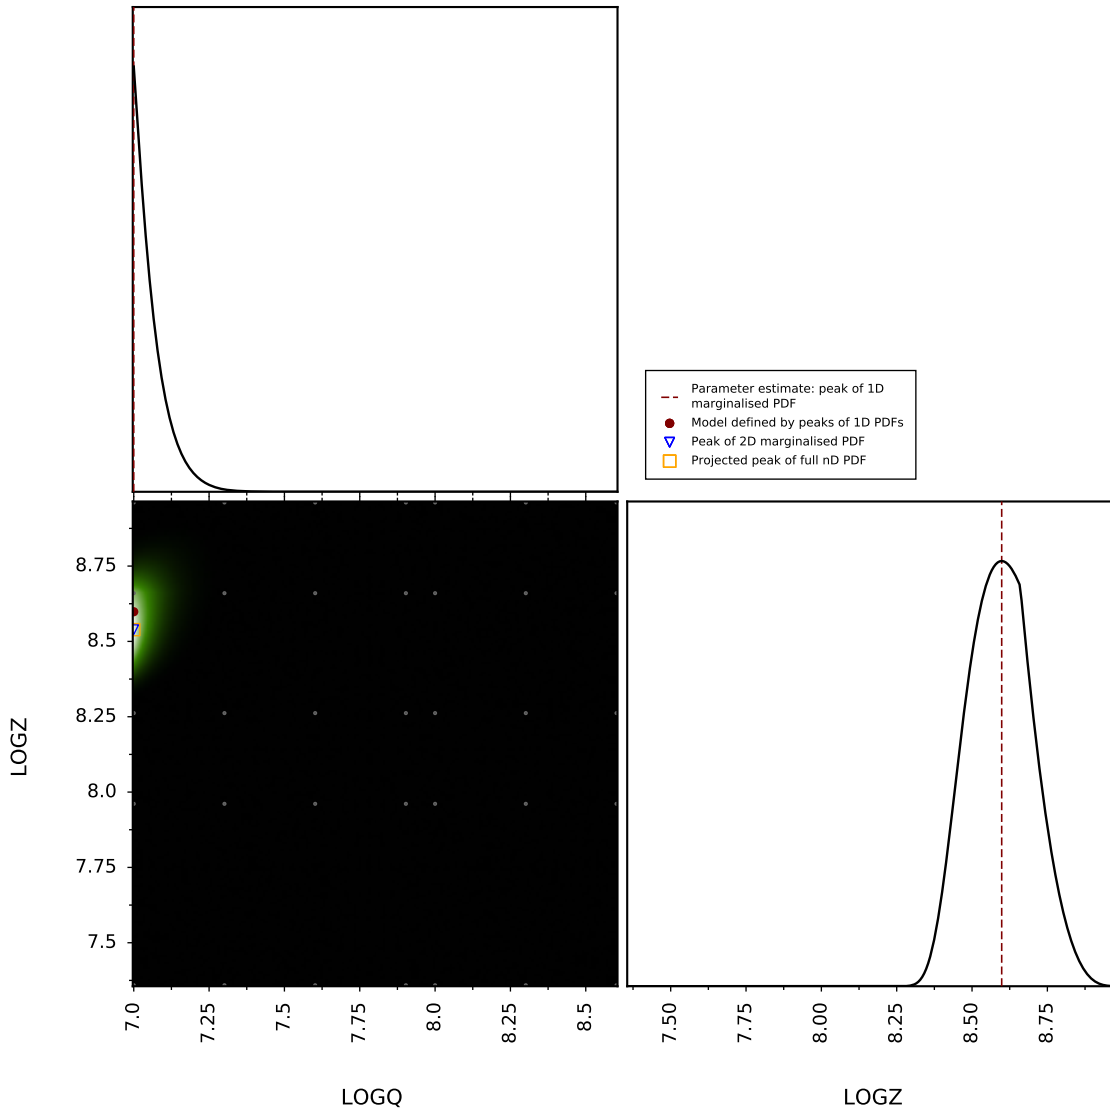 Parameter estimate: peak of 1D
marginalised PDF
Model defined by peaks of 1D PDFs
Peak of 2D marginalised PDF
Projected peak of full nD PDF
8.75
8.5
8.25
8.0
7.75
7.5
LOGZ
7.0
7.25
7.5
7.75
8.0
8.25
8.5
LOGQ
7.50
7.75
8.00
8.25
8.50
8.75
LOGZ